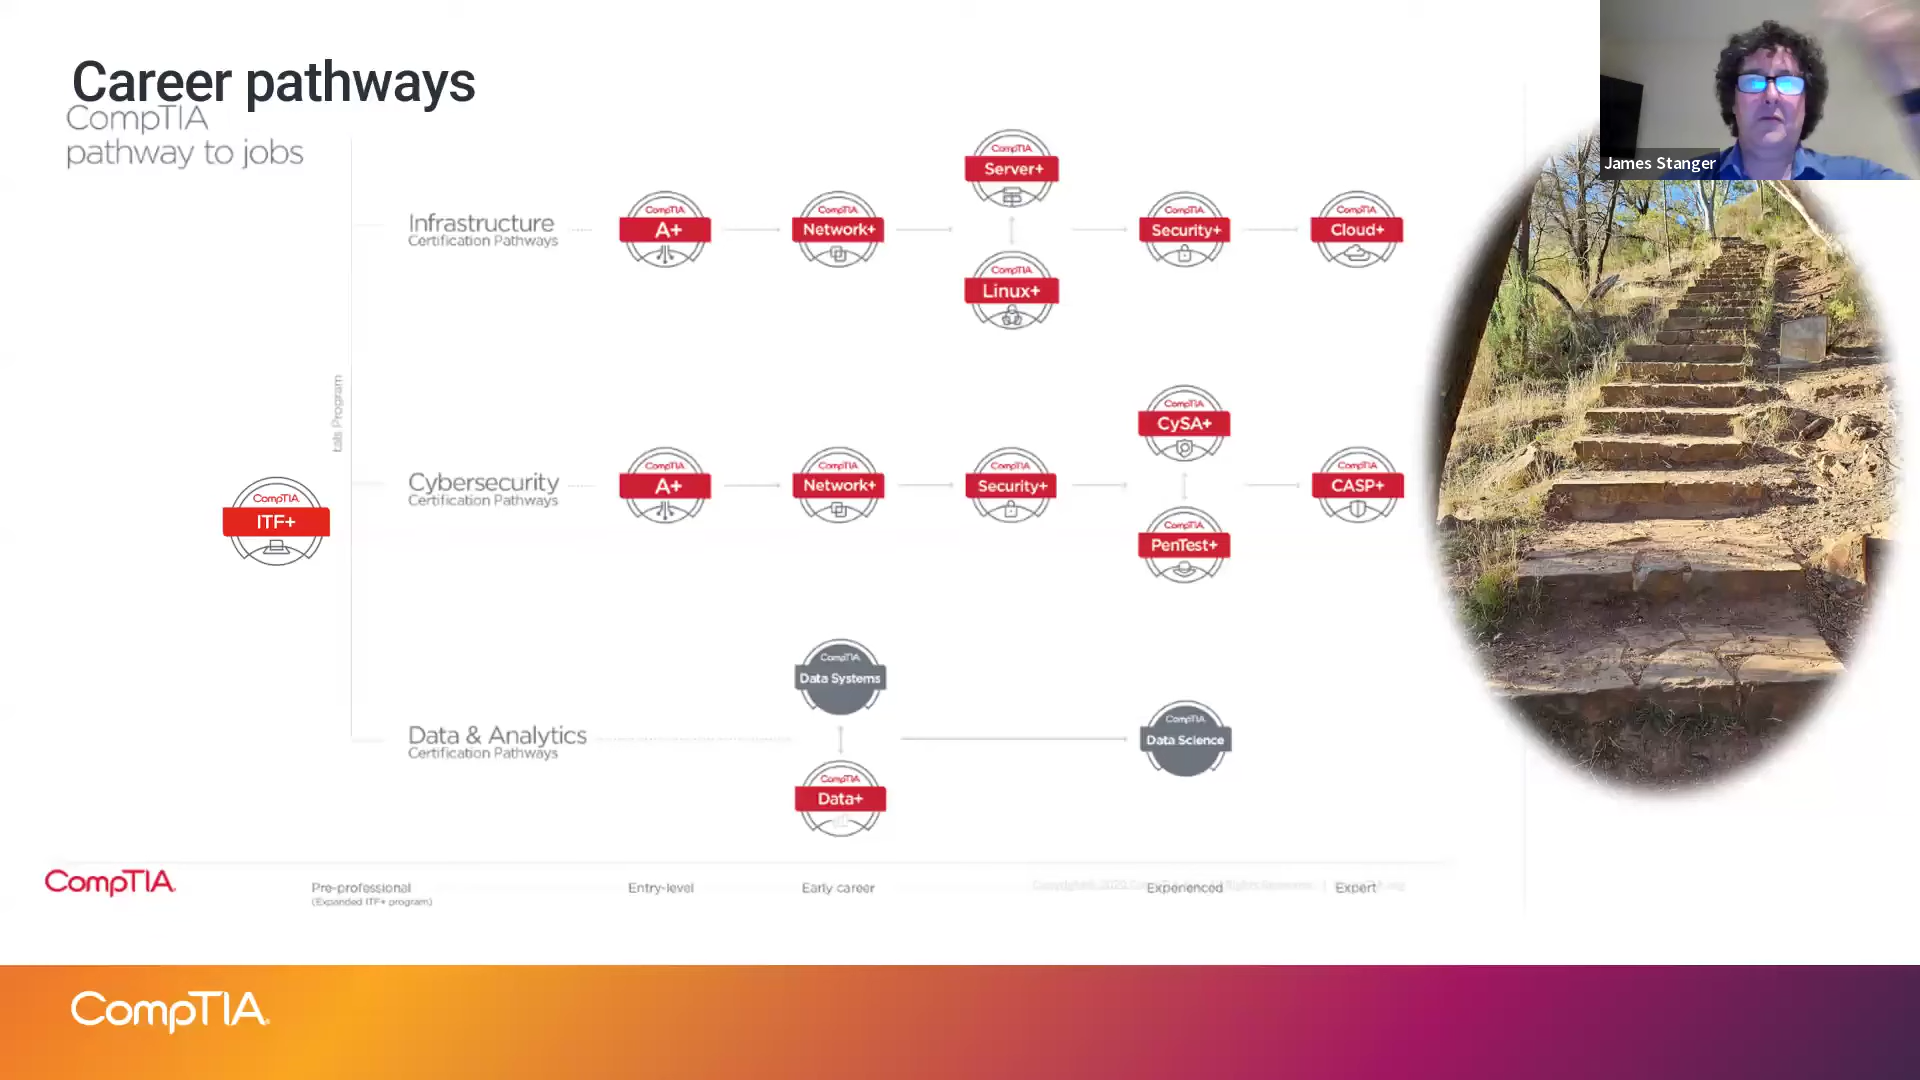 Career pathways
CompTIA
pathway to jobs
James Stanger
Infrastructure
Certification Pathways
CompTIA
A+
CompTIA
Network+
CompTIA
Server+
CompTIA
Linux+
CompTIA
Security+
CompTIA
Cloud+
CompTIA
ITF+
Cybersecurity
Certification Pathways
CompTIA
A+
CompTIA
Network+
CompTIA
Security+
CompTIA
CySA+
CompTIA
PenTest+
CompTIA
CASP+
Data & Analytics
Certification Pathways
CompTIA
Data Systems
CompTIA
Data+
CompTIA
Data Science
CompTIA.
Pre-professional
(Expanded ITF+ program)
Entry-level
Early career
Experienced
Expert
CompTIA.